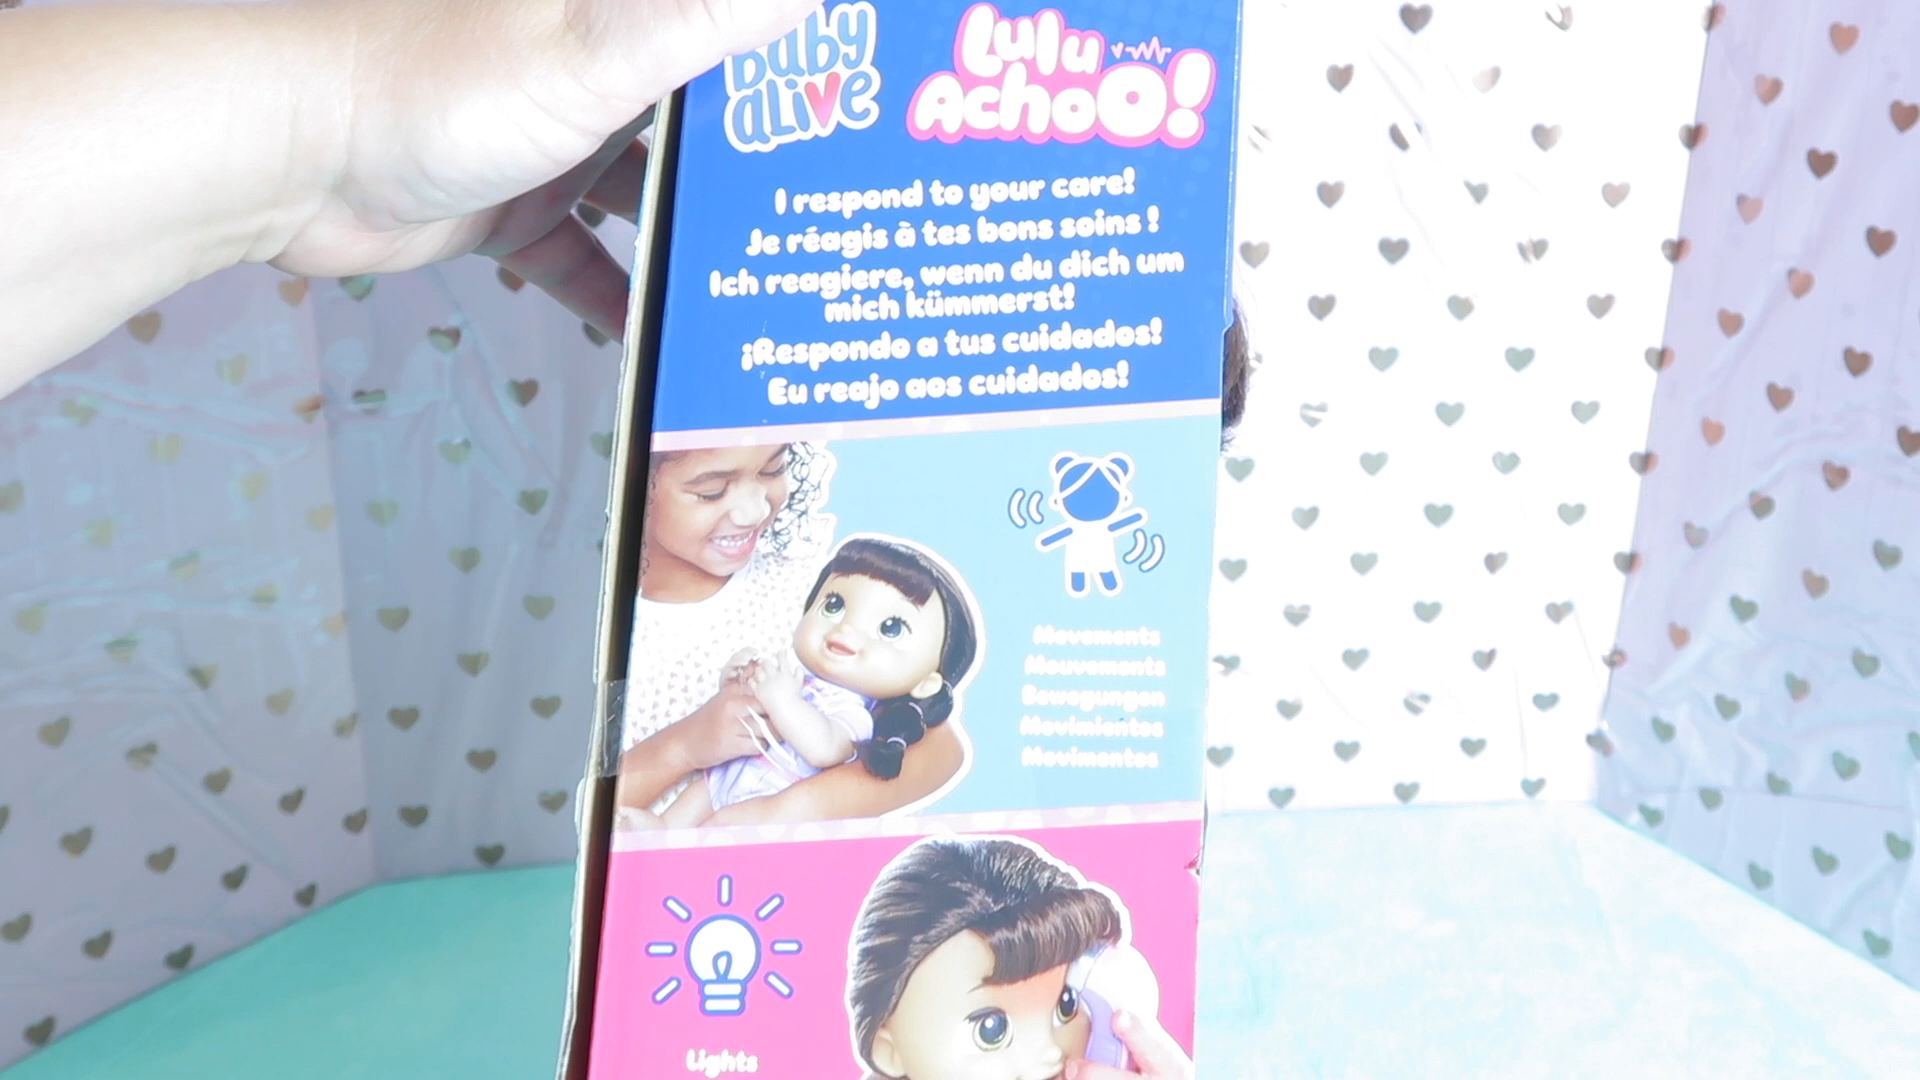 Baby
alive
Lulu
Achoo!
I respond to your care!
Je réagis à tes bons soins !
Ich reagiere, wenn du dich um
mich kümmerst!
¡Respondo a tus cuidados!
Eu reajo aos cuidados!
Movements
Mouvements
Bewegungen
Movimientos
Movimentos
Lights